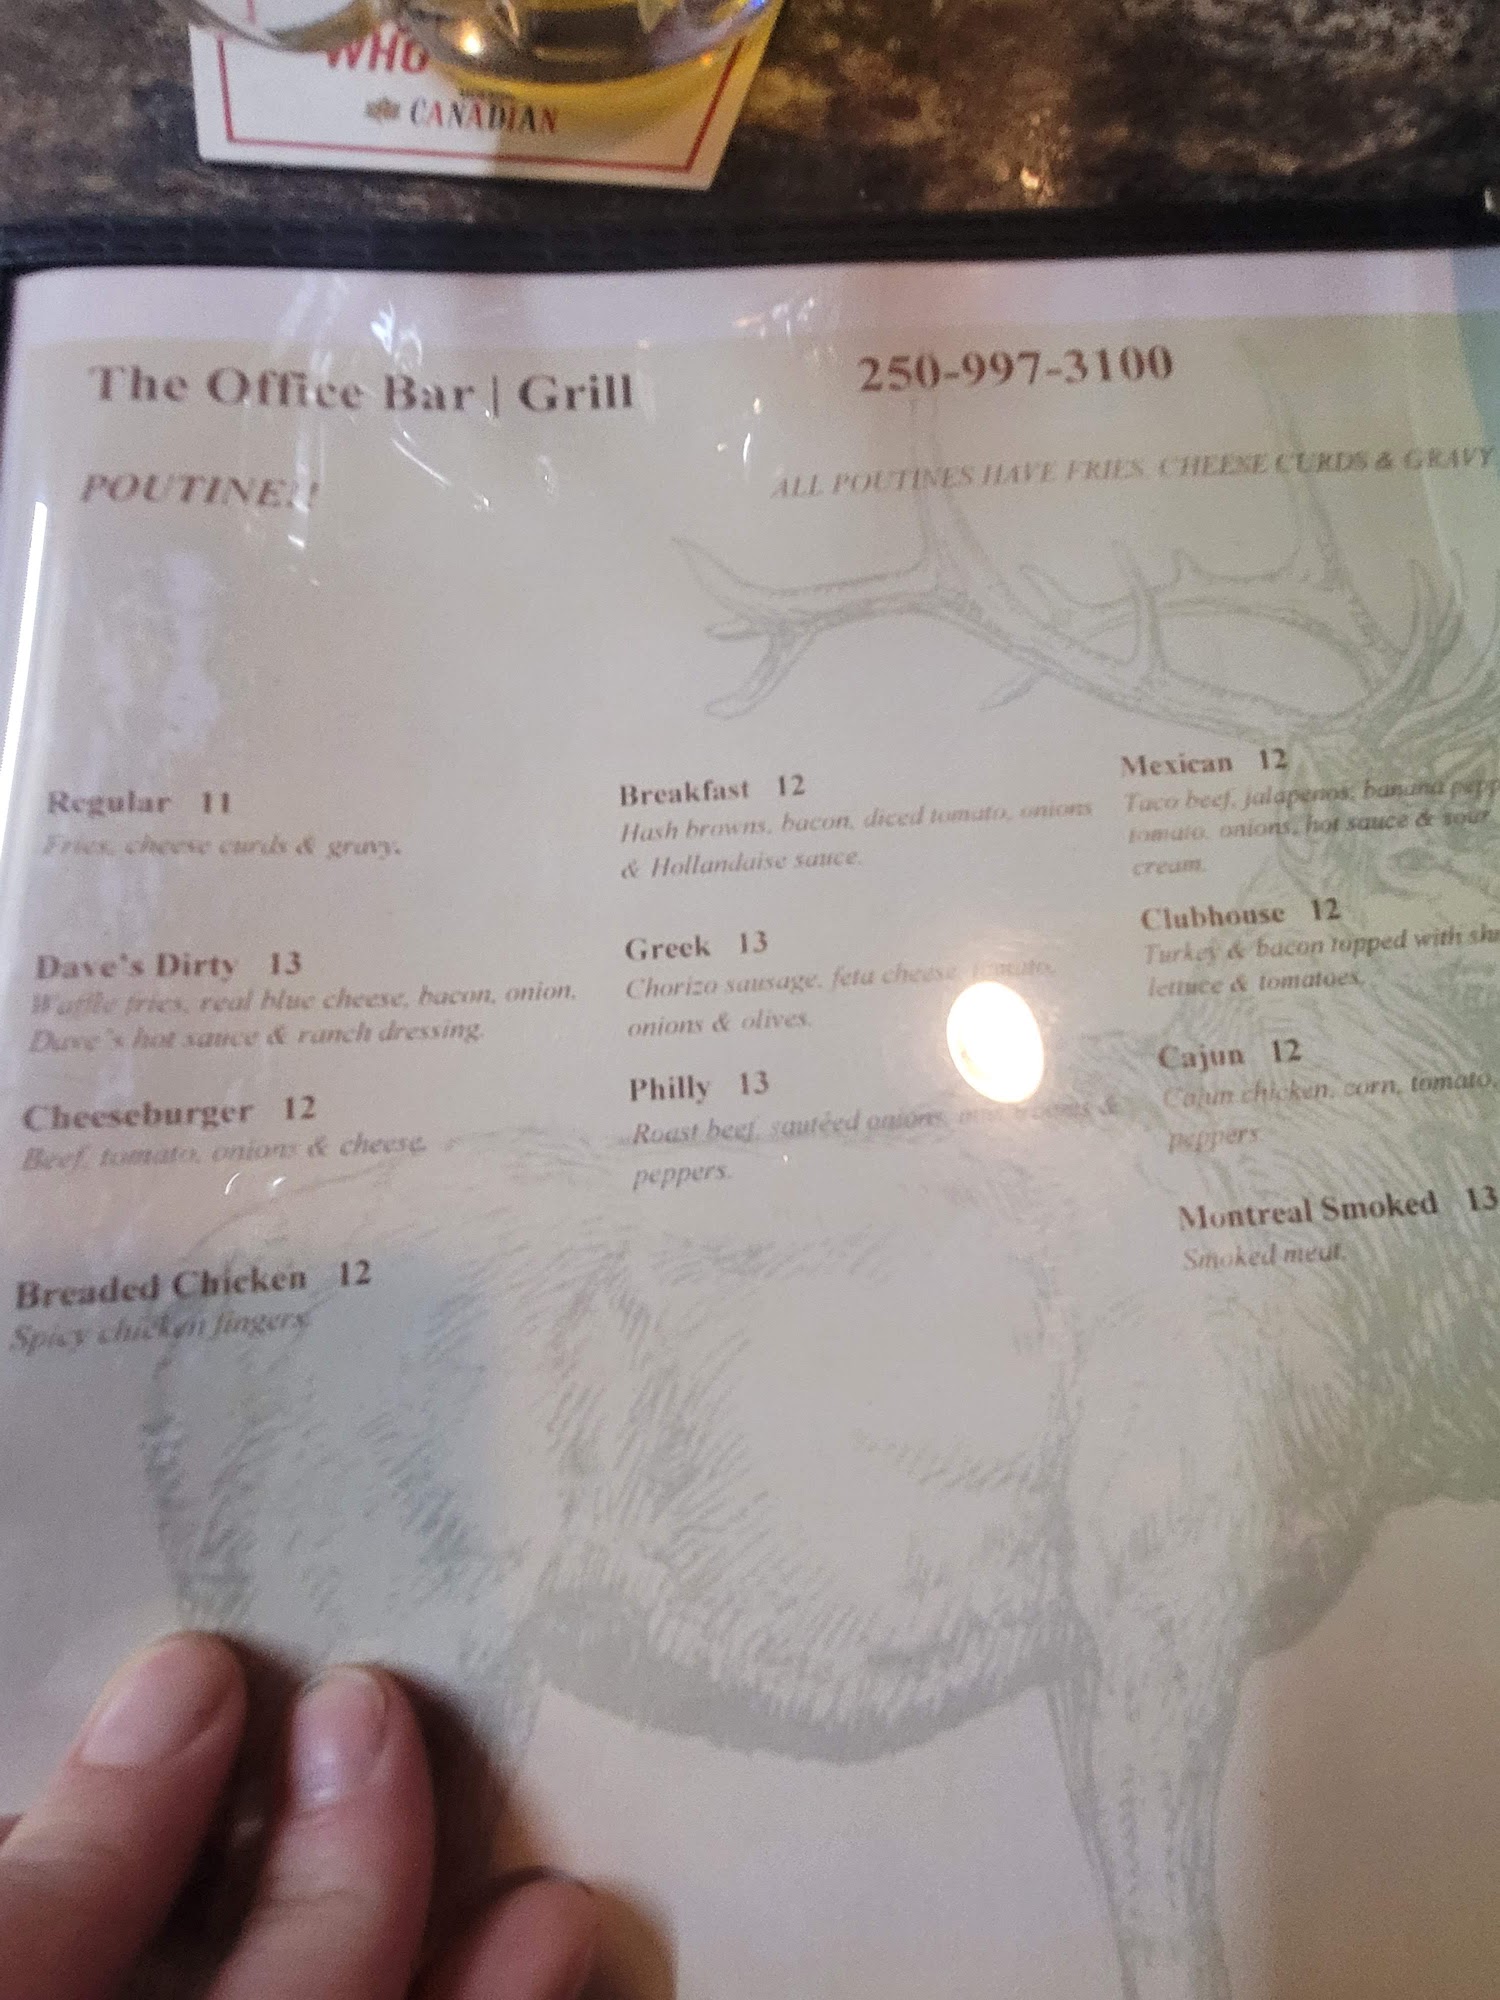 WHO
CANADIAN
The Office Bar | Grill
250-997-3100
POUTINE!!
ALL POUTINES HAVE FRIES, CHEESE CURDS & GRAVY
Regular 11
Fries, cheese curds & gravy.
Dave's Dirty 13
Waffle fries, real blue cheese, bacon, onion,
Dave's hot sauce & ranch dressing.
Cheeseburger 12
Beef, tomato, onions & cheese.
Breaded Chicken 12
Spicy chicken fingers.
Breakfast 12
Hash browns, bacon, diced tomato, onions
& Hollandaise sauce.
Greek 13
Chorizo sausage, feta cheese, tomato,
onions & olives.
Philly 13
Roast beef, sautéed onions, &
peppers.
Mexican 12
Taco beef, jalapenos, banana
tomato, onions, hot sauce & sour
cream.
Clubhouse 12
Turkey & bacon topped with
lettuce & tomatoes.
Cajun 12
Cajun chicken, corn, tomato,
peppers.
Montreal Smoked 13
Smoked meat.